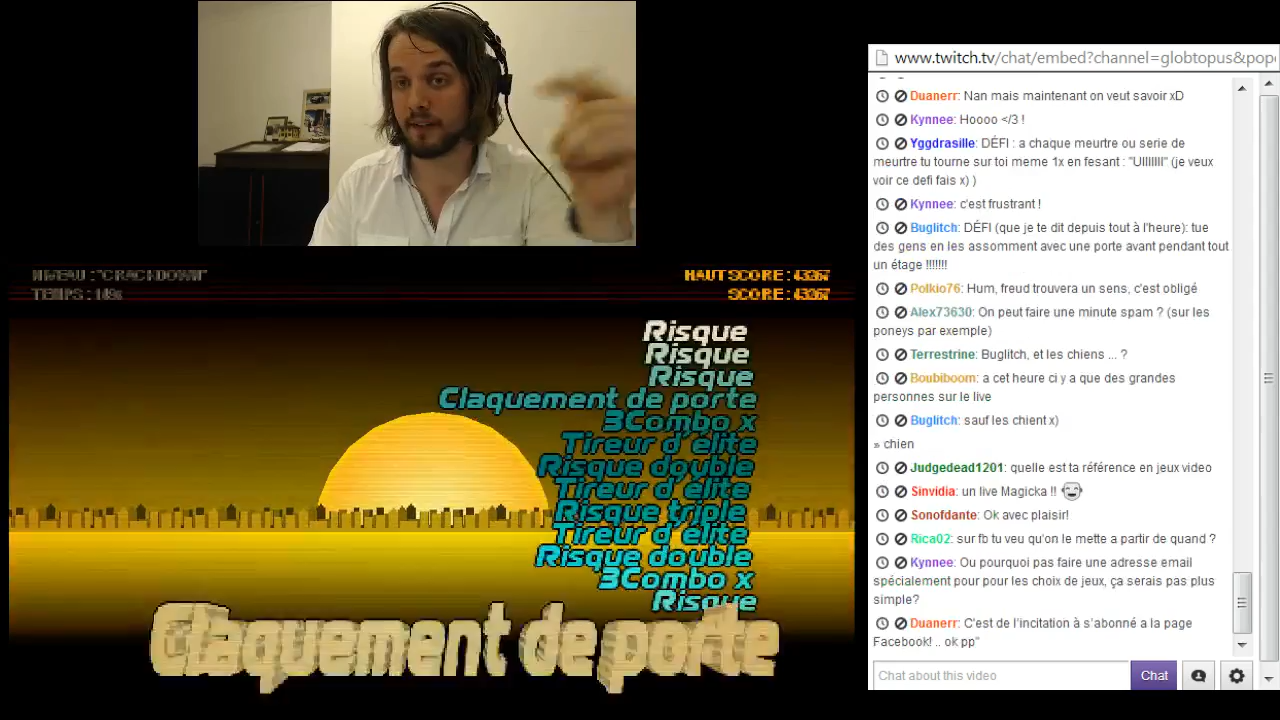 www.twitch.tv/chat/embed?channel=globtopus&pop
Duanerr: Nan mais maintenant on veut savoir xD
Kynnee: Hoooo </3 !
Yggdrasille: DÉFI : a chaque meurtre ou serie de
meurtre tu tourne sur toi meme 1x en fesant : "UIIIIIII" (je veux
voir ce defi fais x) )
Kynnee: c'est frustrant !
Buglitch: DÉFI (que je te dit depuis tout à l'heure): tue
des gens en les assomment avec une porte avant pendant tout
un étage !!!!!!!
Polkio76: Hum, freud trouvera un sens, c'est obligé
Alex73630: On peut faire une minute spam ? (sur les
poneys par exemple)
Terrestrine: Buglitch, et les chiens ... ?
Boubiboom: a cet heure ci y a que des grandes
personnes sur le live
Buglitch: sauf les chient x)
» chien
Judgedead1201: quelle est ta référence en jeux video
Sinvidia: un live Magicka !!
Sonofdante: Ok avec plaisir!
Rica02: sur fb tu veu qu'on le mette a partir de quand ?
Kynnee: Ou pourquoi pas faire une adresse email
spécialement pour pour les choix de jeux, ça serais pas plus
simple?
Duanerr: C'est de l'incitation à s'abonné a la page
Facebook! .. ok pp"
Chat about this video
Chat
NIVEAU : "CRACKDOWN"
TEMPS : 149s
HAUT SCORE : 43267
SCORE : 43267
Risque
Risque
Risque
Claquement de porte
3Combo x
Tireur d'élite
Risque double
Tireur d'élite
Risque triple
Tireur d'élite
Risque double
3Combo x
Risque
Claquement de porte